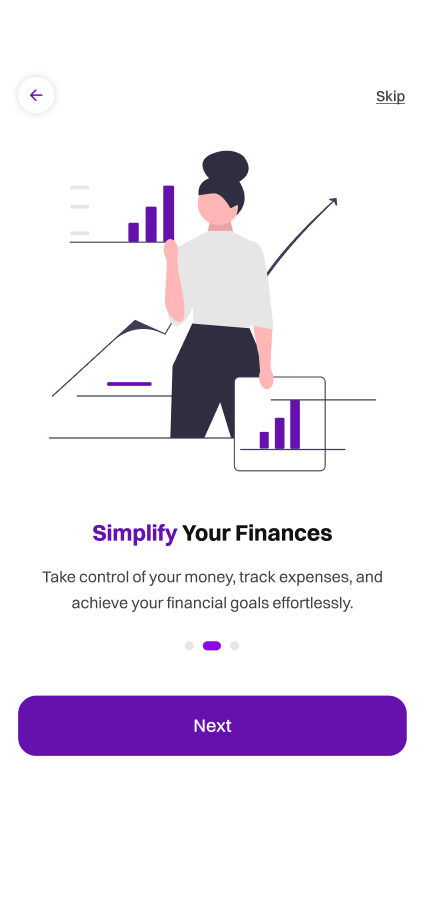 Skip
Simplify Your Finances
Take control of your money, track expenses, and
achieve your financial goals effortlessly.
Next